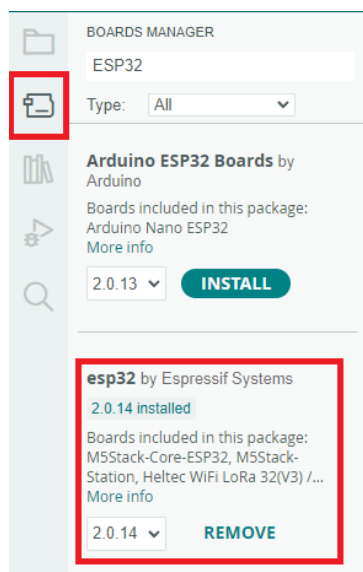 BOARDS MANAGER
ESP32
Type: All
Arduino ESP32 Boards by
Arduino
Boards included in this package:
Arduino Nano ESP32
More info
2.0.13 INSTALL
esp32 by Espressif Systems
2.0.14 installed
Boards included in this package:
M5Stack-Core-ESP32, M5Stack-
Station, Heltec WiFi LoRa 32(V3) /...
More info
2.0.14 REMOVE